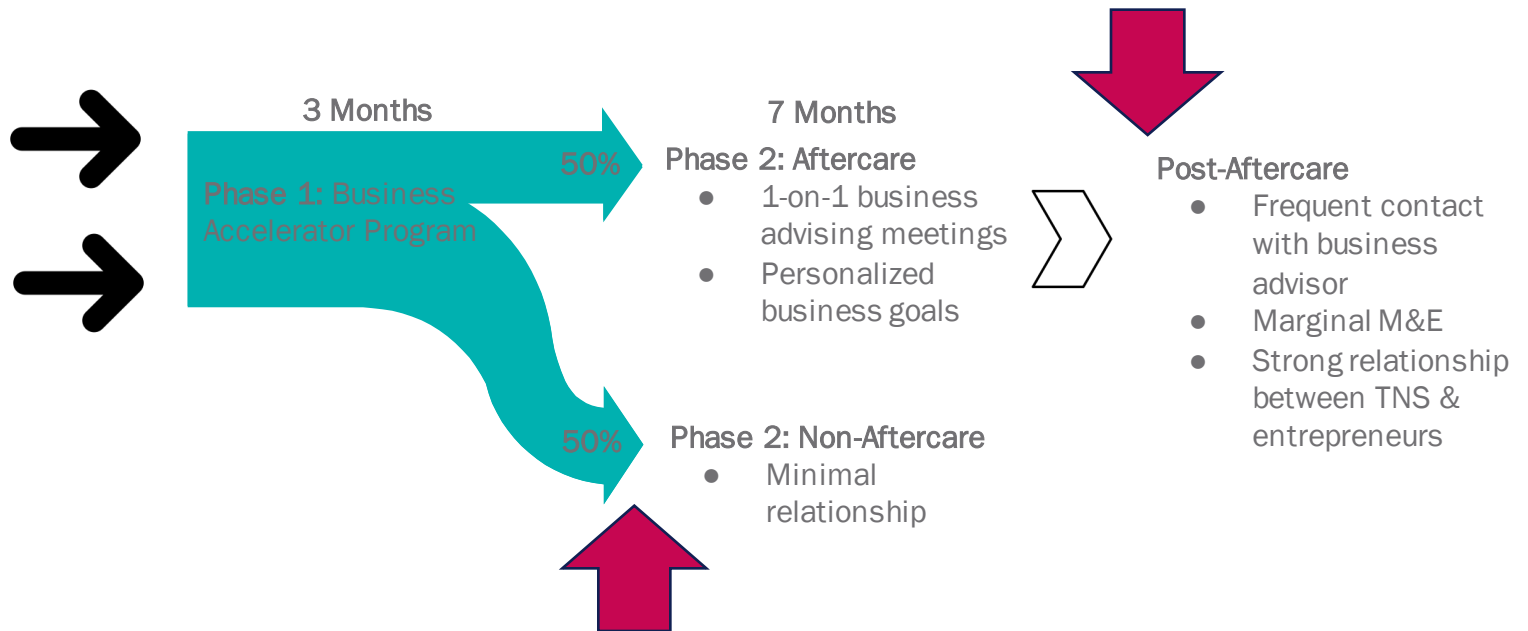 3 Months
Phase 1: Business
Accelerator Program
50%
50%
7 Months
Phase 2: Aftercare
● 1-on-1 business
advising meetings
● Personalized
business goals
Phase 2: Non-Aftercare
● Minimal
relationship
Post-Aftercare
● Frequent contact
with business
advisor
● Marginal M&E
● Strong relationship
between TNS &
entrepreneurs